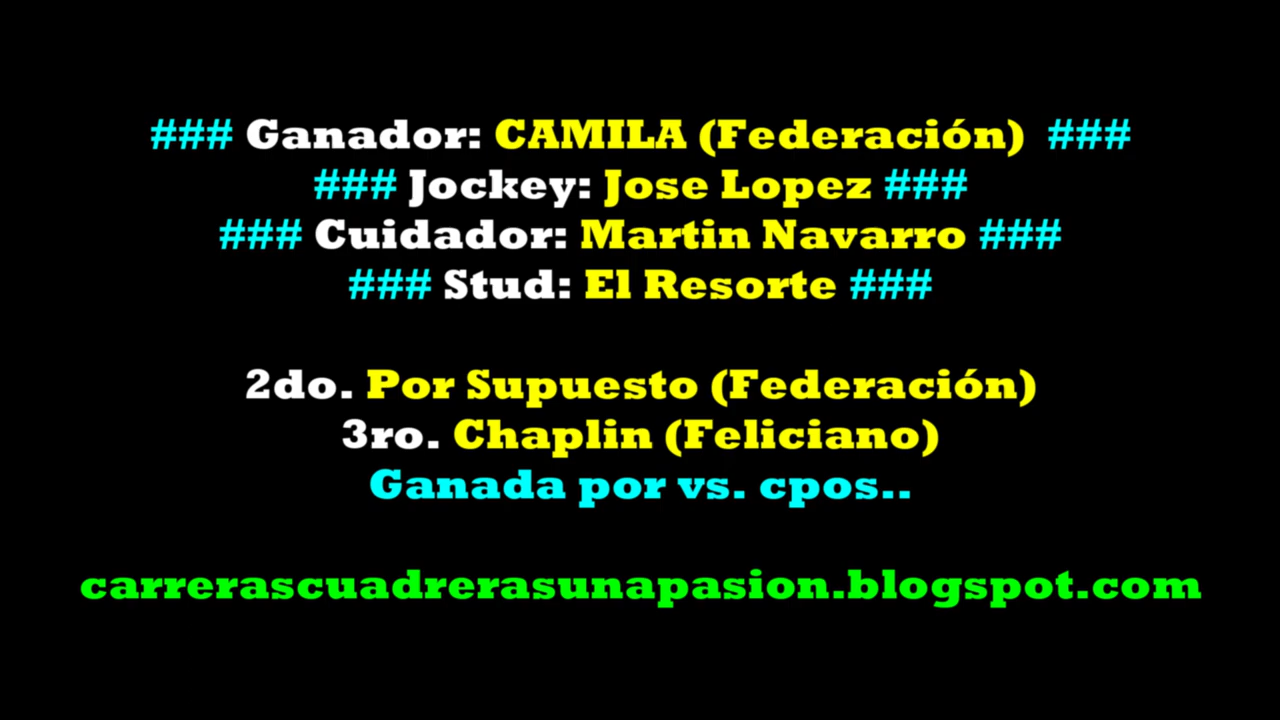 ### Ganador: CAMILA (Federación) ###
### Jockey: Jose Lopez ###
### Cuidador: Martin Navarro ###
### Stud: El Resorte ###
2do. Por Supuesto (Federación)
3ro. Chaplin (Feliciano)
Ganada por vs. cpos..
carrerascuadrerasunapasion.blogspot.com